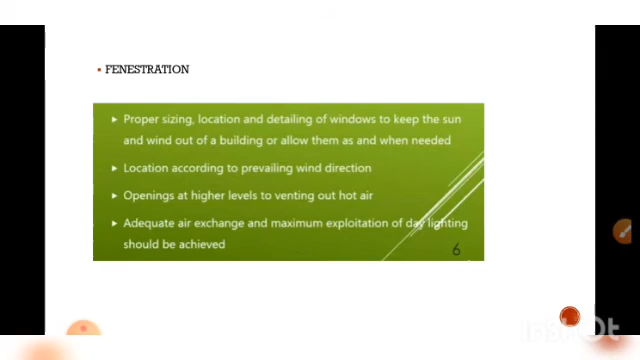 FENESTRATION
Proper sizing, location and detailing of windows to keep the sun
and wind out of a building or allow them as and when needed
Location according to prevailing wind direction
Openings at higher levels to venting out hot air
Adequate air exchange and maximum exploitation of day lighting
should be achieved
6
InShOt